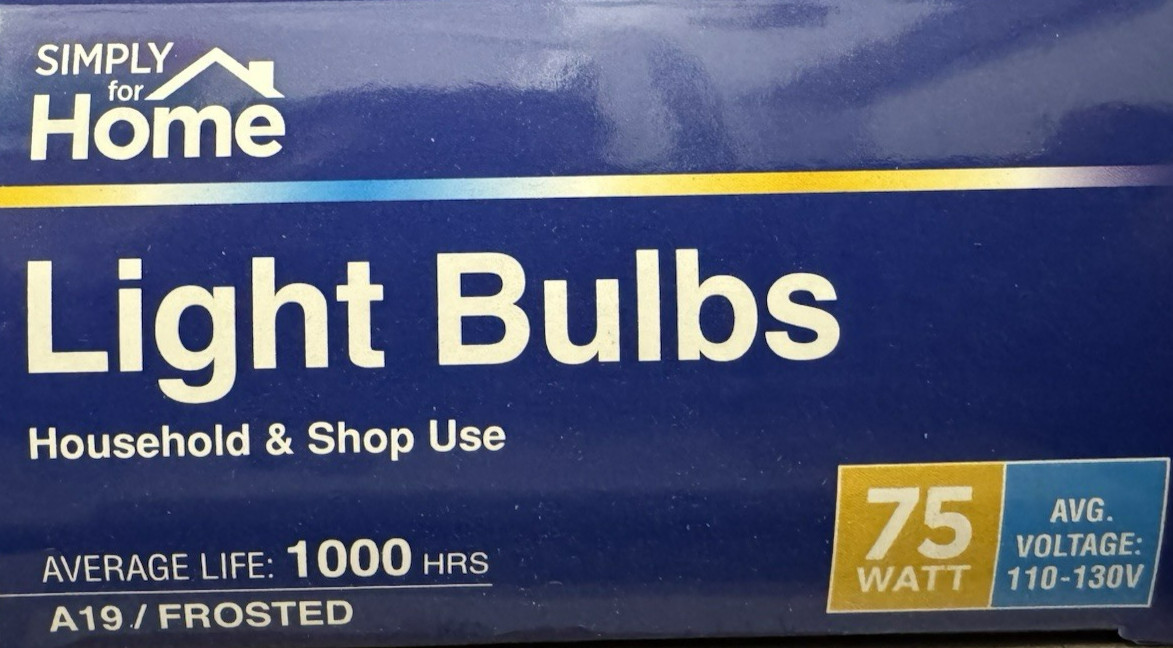 SIMPLY
for
Home
Light Bulbs
Household & Shop Use
AVERAGE LIFE: 1000 HRS
A19 / FROSTED
75
WATT
AVG.
VOLTAGE:
110-130V